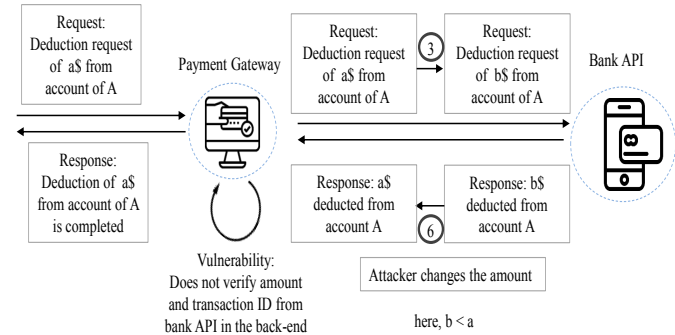 Request:
Deduction request
of a$ from
account of A
Payment Gateway
Request:
Deduction request
of a$ from
account of A
3
Request:
Deduction request
of b$ from
account of A
Bank API
Response:
Deduction of a$
from account of A
is completed
Response: a$
deducted from
account A
6
Response: b$
deducted from
account A
Vulnerability:
Does not verify amount
and transaction ID from
bank API in the back-end
Attacker changes the amount
here, b < a